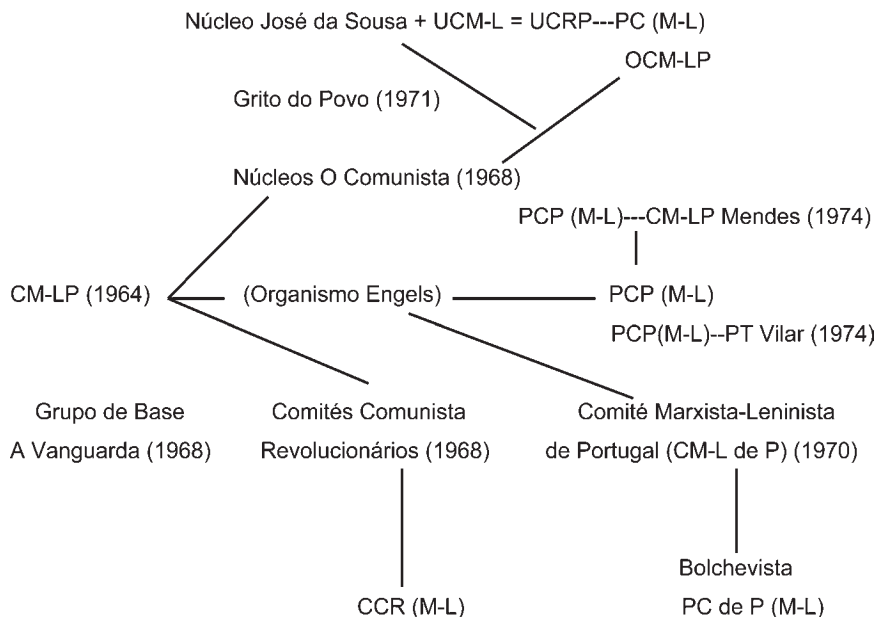 Núcleo José da Sousa + UCM-L = UCRP---PC (M-L)
OCM-LP
Grito do Povo (1971)
Núcleos O Comunista (1968)
PCP (M-L)---CM-LP Mendes (1974)
CM-LP (1964)
(Organismo Engels)
PCP (M-L)
PCP(M-L)--PT Vilar (1974)
Grupo de Base
A Vanguarda (1968)
Comités Comunista
Revolucionários (1968)
Comité Marxista-Leninista
de Portugal (CM-L de P) (1970)
Bolchevista
CCR (M-L)
PC de P (M-L)